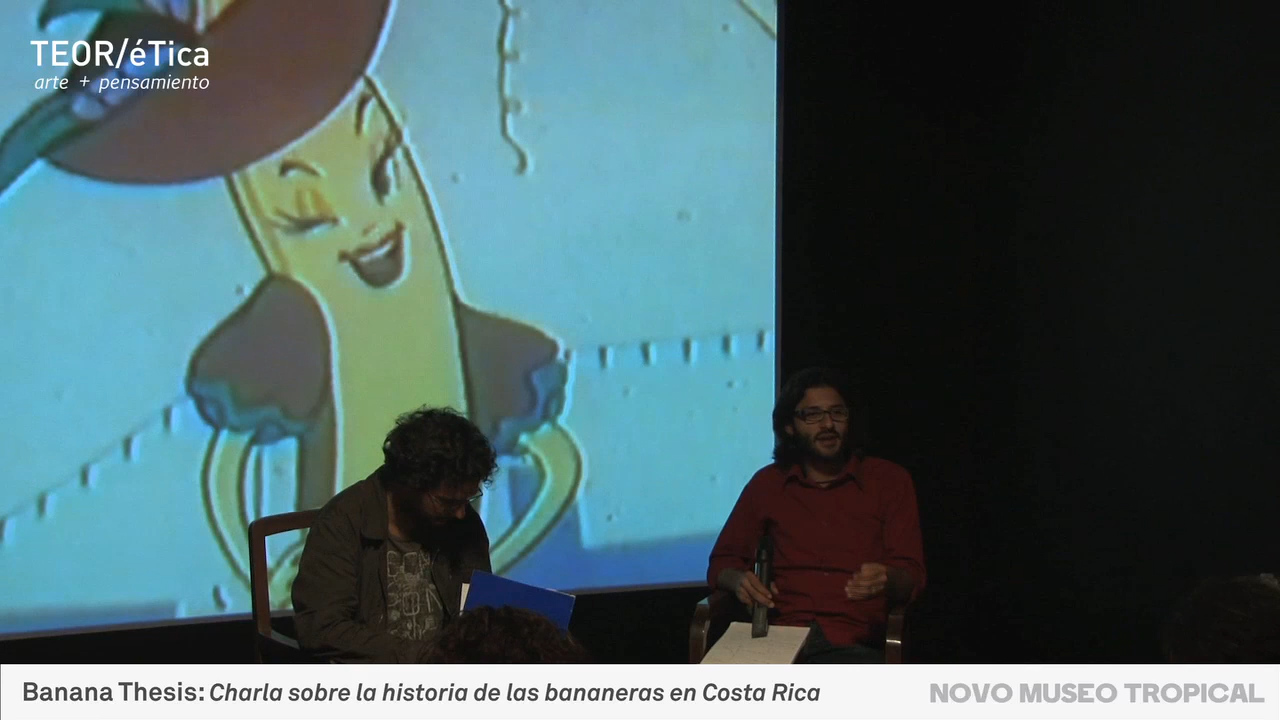 TEOR/éTica
arte + pensamiento
Banana Thesis: Charla sobre la historia de las bananeras en Costa Rica
NOVO MUSEO TROPICAL